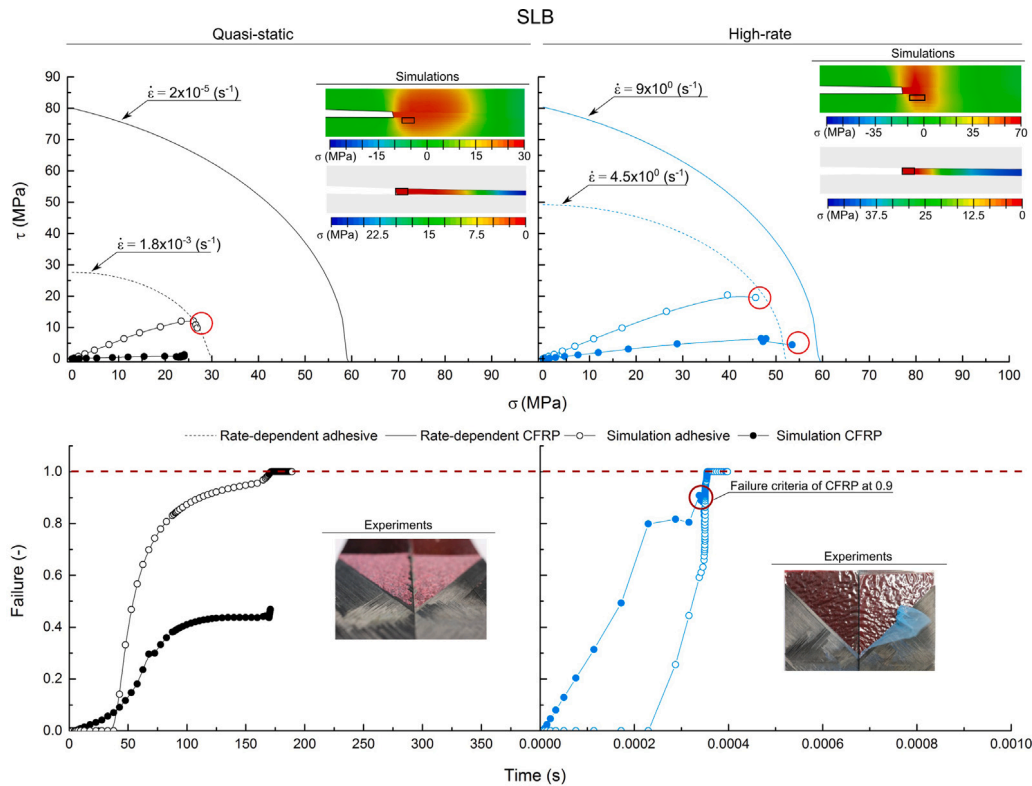 SLB
Quasi-static
High-rate
90
80
70
60
50
40
30
20
10
0
τ (MPa)
ε̇ = 2x10⁻⁵ (s⁻¹)
ε̇ = 1.8x10⁻³ (s⁻¹)
Simulations
σ (MPa) -15 0 15 30
σ (MPa) 22.5 15 7.5 0
ε̇ = 9x10⁰ (s⁻¹)
ε̇ = 4.5x10⁰ (s⁻¹)
Simulations
σ (MPa) -35 0 35 70
σ (MPa) 37.5 25 12.5 0
0 10 20 30 40 50 60 70 80 90
0 10 20 30 40 50 60 70 80 90 100
σ (MPa)
Rate-dependent adhesive Rate-dependent CFRP Simulation adhesive Simulation CFRP
1.0
0.8
0.6
0.4
0.2
0.0
Failure (-)
Experiments
Failure criteria of CFRP at 0.9
Experiments
0 50 100 150 200 250 300 350
0.0000 0.0002 0.0004 0.0006 0.0008 0.0010
Time (s)